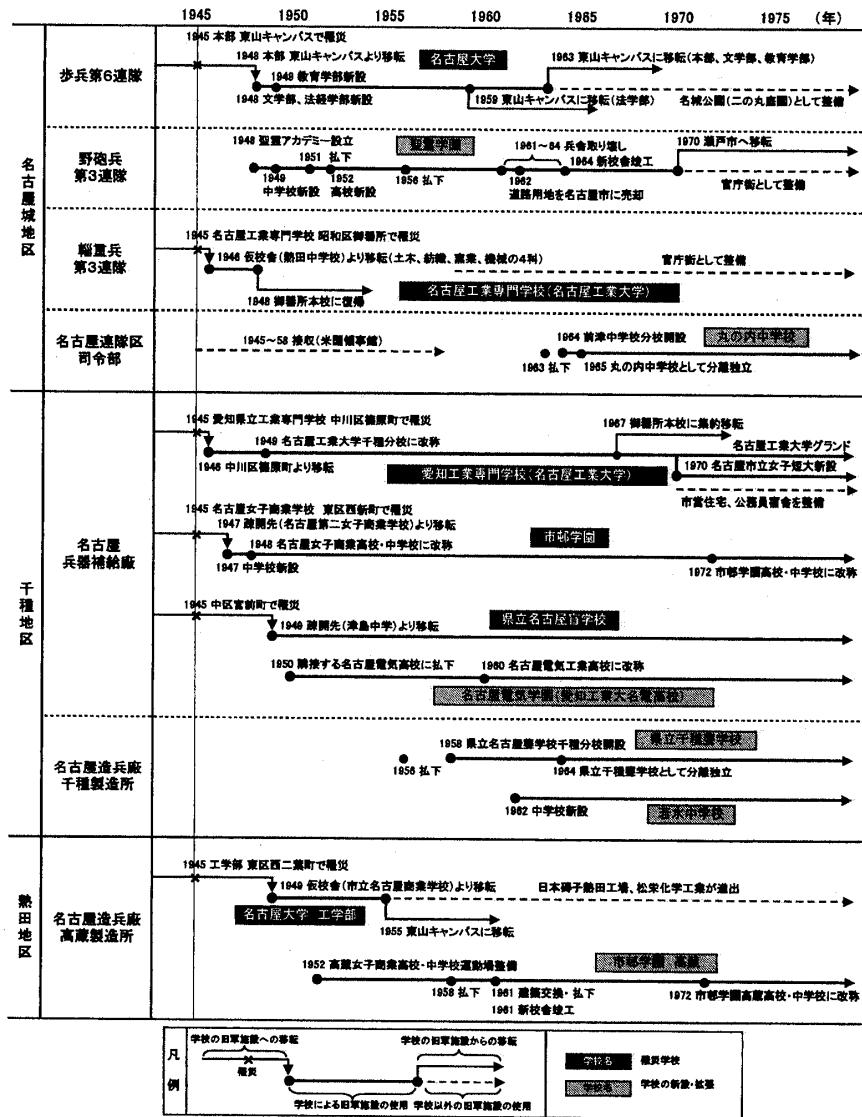 1945 1950 1955 1960 1965 1970 1975 (年)
名古屋城地区
歩兵第6連隊
1945 本部 東山キャンパスで罹災
1948 本部 東山キャンパスより移転
名古屋大学
1963 東山キャンパスに移転(本部、文学部、教育学部)
1949 教育学部新設
1948 文学部、法経学部新設
1959 東山キャンパスに移転(法学部)
名城公園(二の丸庭園)として整備
野砲兵
第3連隊
1948 聖霊アカデミー設立
聖霊学園
1961~64 兵舎取り壊し
1970 瀬戸市へ移転
1951 払下
1964 新校舎竣工
1949
中学校新設
1952
高校新設
1956 払下
1962
道路用地を名古屋市に売却
官庁街として整備
輜重兵
第3連隊
1945 名古屋工業専門学校 昭和区御器所で罹災
1946 仮校舎(熱田中学校)より移転(土木、紡織、窯業、機械の4科)
官庁街として整備
1948 御器所本校に復帰
名古屋工業専門学校(名古屋工業大学)
名古屋連隊区
司令部
1945~58 接収(米国領事館)
1964 前津中学校分校開設
丸の内中学校
1963 払下
1965 丸の内中学校として分離独立
千種地区
名古屋
兵器補給廠
1945 愛知県立工業専門学校 中川区篠原町で罹災
1967 御器所本校に集約移転
1949 名古屋工業大学千種分校に改称
名古屋工業大学グランド
1946 中川区篠原町より移転
愛知工業専門学校(名古屋工業大学)
1970 名古屋市立女子短大新設
市営住宅、公務員宿舎を整備
1945 名古屋女子商業学校 東区西新町で罹災
1947 疎開先(名古屋第二女子商業学校)より移転
1948 名古屋女子商業高校・中学校に改称
市邨学園
1947 中学校新設
1972 市邨学園高校・中学校に改称
1945 中区宮前町で罹災
1949 疎開先(津島中学)より移転
県立名古屋盲学校
1950 隣接する名古屋電気高校に払下
1960 名古屋電気工業高校に改称
名古屋電気学園(愛知工業大名電高校)
名古屋造兵廠
千種製造所
1958 県立名古屋聾学校千種分校開設
県立千種聾学校
1956 払下
1964 県立千種聾学校として分離独立
1962 中学校新設
若水中学校
熱田地区
名古屋造兵廠
高蔵製造所
1945 工学部 東区西二葉町で罹災
1949 仮校舎(市立名古屋商業学校)より移転
日本碍子熱田工場、松栄化学工業が進出
名古屋大学 工学部
1955 東山キャンパスに移転
1952 高蔵女子商業高校・中学校運動場整備
市邨学園 高蔵
1958 払下
1961 建築交換・払下
1961 新校舎竣工
1972 市邨学園高蔵高校・中学校に改称
凡例
学校の旧軍施設への移転
罹災
学校の旧軍施設からの移転
学校による旧軍施設の使用
学校以外の旧軍施設の使用
学校名 罹災学校
学校名 学校の新設・拡張